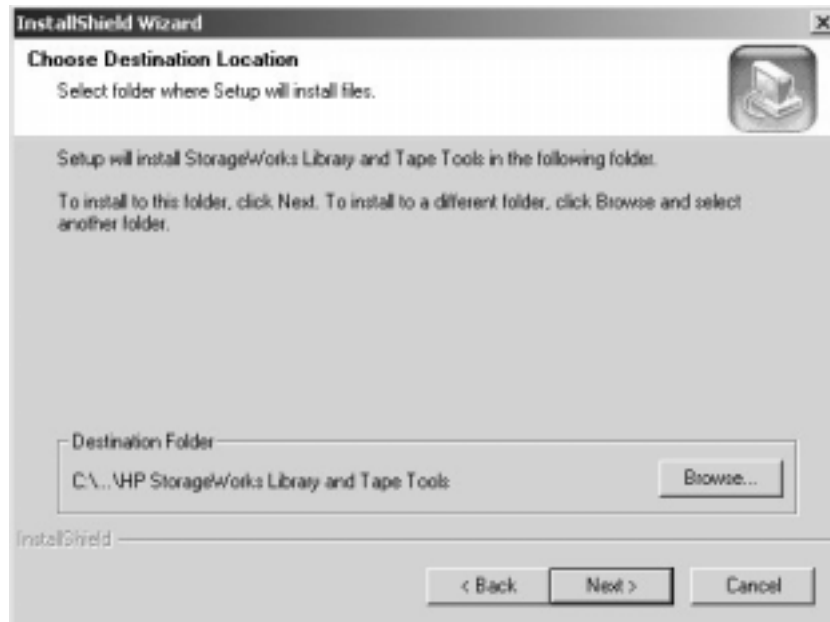 InstallShield Wizard
Choose Destination Location
Select folder where Setup will install files.
Setup will install StorageWorks Library and Tape Tools in the following folder.
To install to this folder, click Next. To install to a different folder, click Browse and select
another folder.
Destination Folder
C:\...\HP StorageWorks Library and Tape Tools
Browse...
InstallShield
< Back
Next >
Cancel